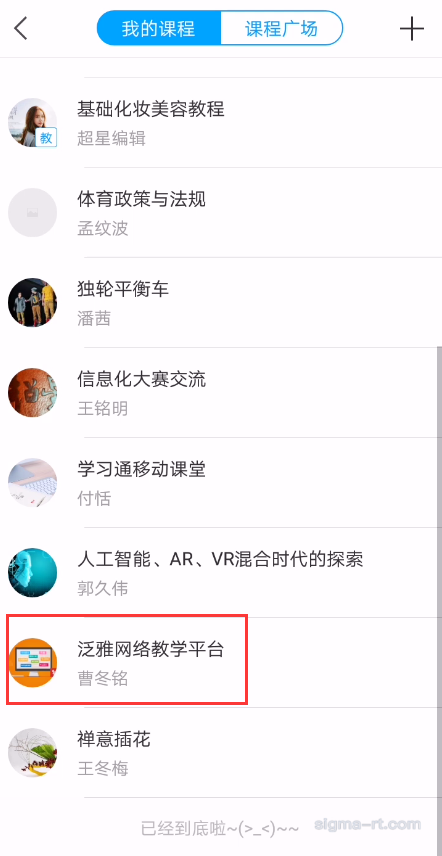 我的课程
课程广场
基础化妆美容教程
教
超星编辑
体育政策与法规
孟纹波
独轮平衡车
潘茜
信息化大赛交流
王铭明
学习通移动课堂
付恬
人工智能、AR、VR混合时代的探索
郭久伟
泛雅网络教学平台
曹冬铭
禅意插花
王冬梅
已经到底啦~(>_<)~~
sigma-rt.com